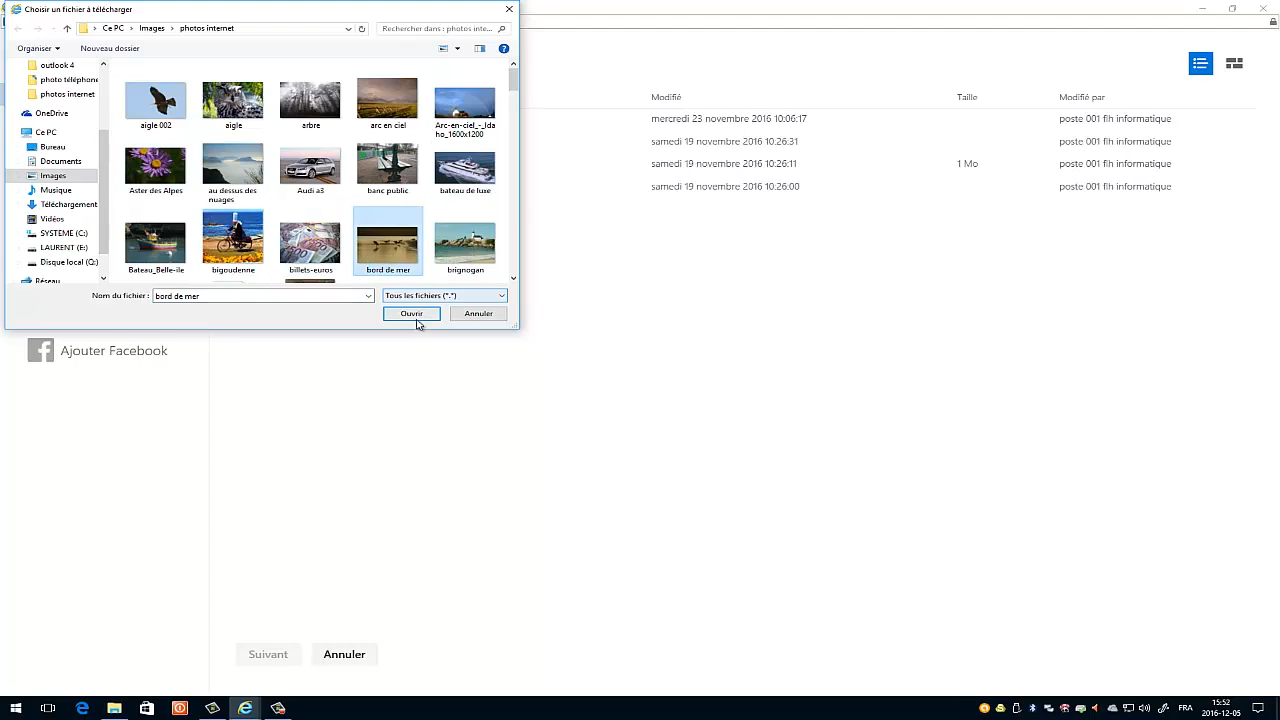 Choisir un fichier à télécharger
Ce PC
Images
photos internet
Rechercher dans : photos inte...
Organiser
Nouveau dossier
outlook 4
photo téléphone
photos internet
OneDrive
Ce PC
Bureau
Documents
Images
Musique
Téléchargement
Vidéos
SYSTEME (C:)
LAURENT (E:)
Disque local (Q:)
Réseau
aigle 002
aigle
arbre
arc en ciel
Arc-en-ciel_-_Ida
ho_1600x1200
Aster des Alpes
au dessus des
nuages
Audi a3
banc public
bateau de luxe
Bateau_Belle-ile
bigoudenne
billets-euros
bord de mer
brignogan
Nom du fichier :
bord de mer
Tous les fichiers (*.*)
Ouvrir
Annuler
Modifié
Taille
Modifié par
mercredi 23 novembre 2016 10:06:17
poste 001 flh informatique
samedi 19 novembre 2016 10:26:31
poste 001 flh informatique
samedi 19 novembre 2016 10:26:11
1 Mo
poste 001 flh informatique
samedi 19 novembre 2016 10:26:00
poste 001 flh informatique
Ajouter Facebook
Suivant
Annuler
FRA
15:52
2016-12-05